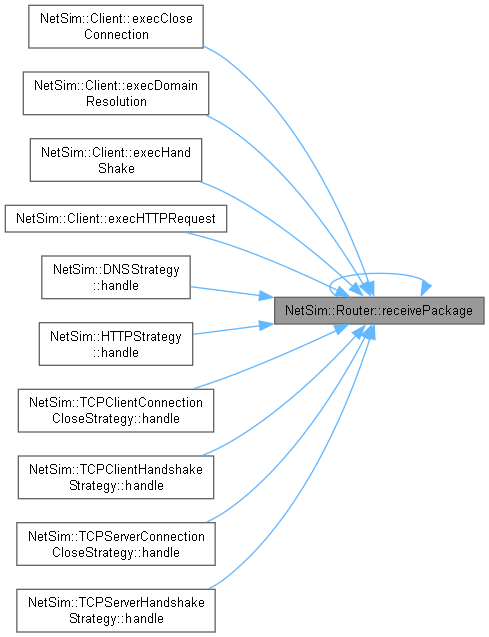 NetSim::Client::execClose
Connection
NetSim::Client::execDomain
Resolution
NetSim::Client::execHand
Shake
NetSim::Client::execHTTPRequest
NetSim::DNSStrategy
::handle
NetSim::HTTPStrategy
::handle
NetSim::TCPClientConnection
CloseStrategy::handle
NetSim::TCPClientHandshake
Strategy::handle
NetSim::TCPServerConnection
CloseStrategy::handle
NetSim::TCPServerHandshake
Strategy::handle
NetSim::Router::receivePackage